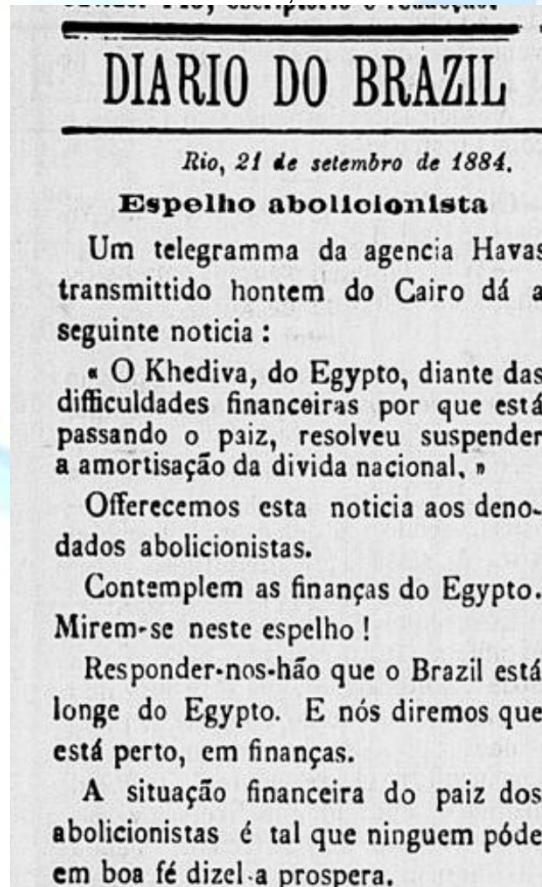 escriptorio e redacção.
DIARIO DO BRAZIL
Rio, 21 de setembro de 1884.
Espelho abolicionista
Um telegramma da agencia Havas
transmittido hontem do Cairo dá a
seguinte noticia :
« O Khediva, do Egypto, diante das
difficuldades financeiras por que está
passando o paiz, resolveu suspender
a amortisação da divida nacional. »
Offerecemos esta noticia aos deno-
dados abolicionistas.
Contemplem as finanças do Egypto.
Mirem-se neste espelho !
Responder-nos-hão que o Brazil está
longe do Egypto. E nós diremos que
está perto, em finanças.
A situação financeira do paiz dos
abolicionistas é tal que ninguem póde
em boa fé dizel-a prospera.